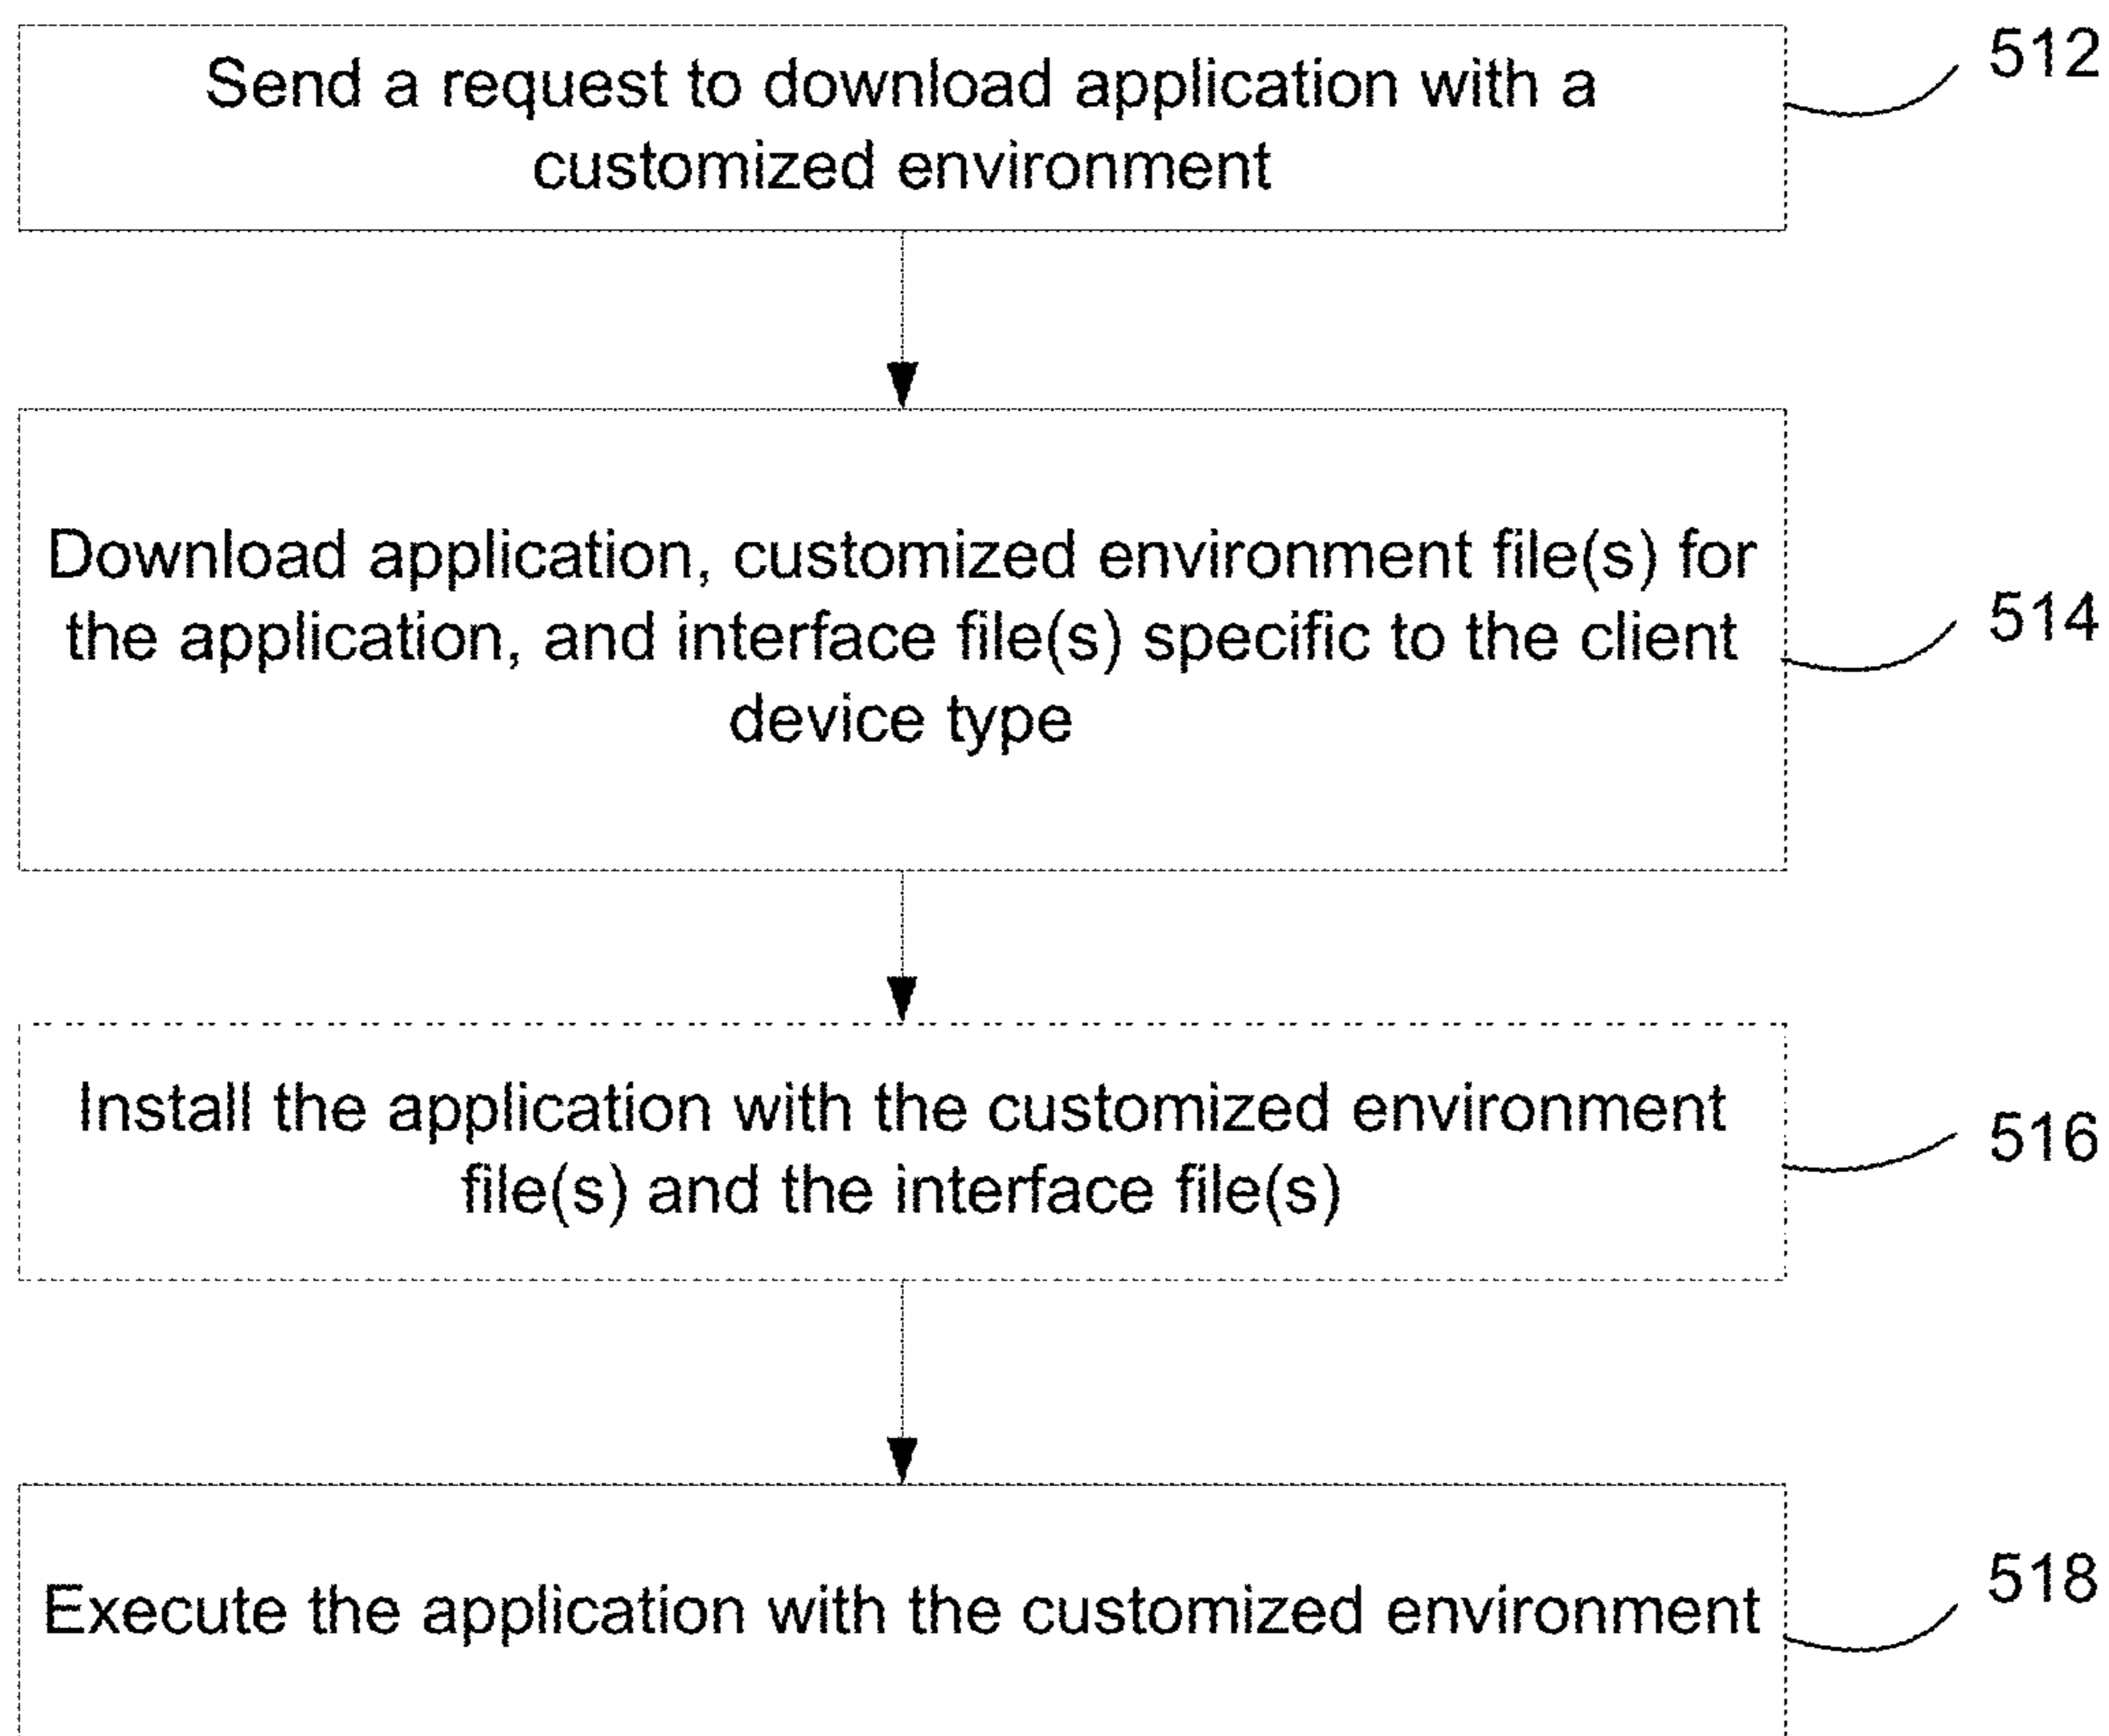 Send a request to download application with a
customized environment
512
Download application, customized environment file(s) for
the application, and interface file(s) specific to the client
device type
514
Install the application with the customized environment
file(s) and the interface file(s)
516
Execute the application with the customized environment
518